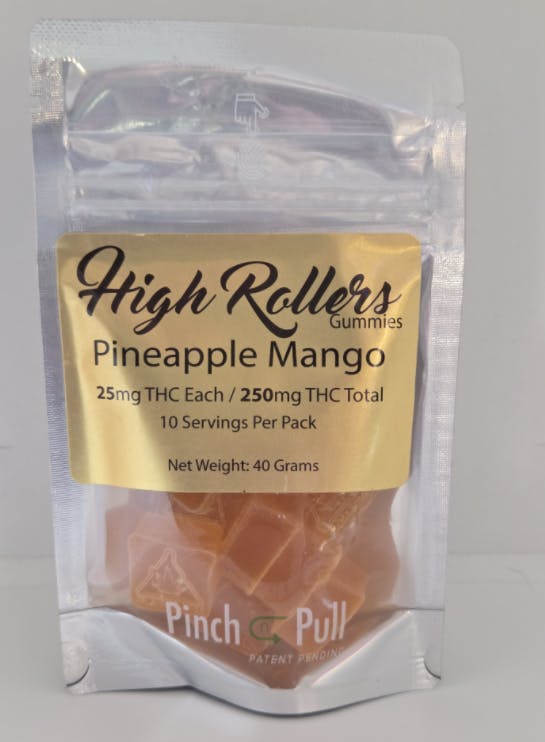 High Rollers
Gummies
Pineapple Mango
25mg THC Each / 250mg THC Total
10 Servings Per Pack
Net Weight: 40 Grams
Pinch n Pull
PATENT PENDING